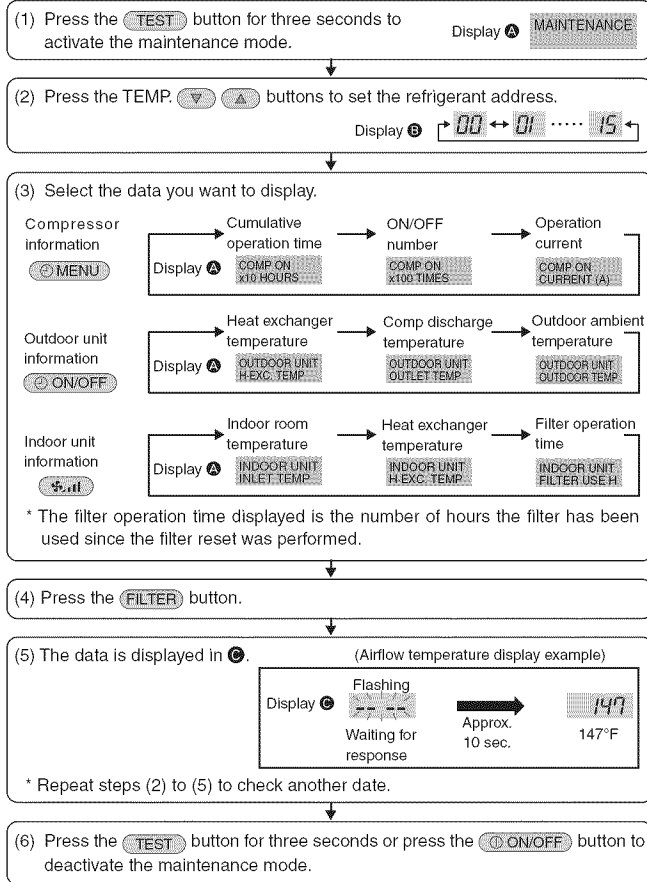 (1) Press the TEST button for three seconds to
activate the maintenance mode.
Display A MAINTENANCE
(2) Press the TEMP. ▽ △ buttons to set the refrigerant address.
Display B 00 ↔ 01 ····· 15
(3) Select the data you want to display.
Compressor
information
MENU
Display A
Cumulative
operation time
COMP ON
x10 HOURS
ON/OFF
number
COMP ON
x100 TIMES
Operation
current
COMP ON
CURRENT (A)
Outdoor unit
information
ON/OFF
Display A
Heat exchanger
temperature
OUTDOOR UNIT
H-EXC. TEMP
Comp discharge
temperature
OUTDOOR UNIT
OUTLET TEMP
Outdoor ambient
temperature
OUTDOOR UNIT
OUTDOOR TEMP
Indoor unit
information
Display A
Indoor room
temperature
INDOOR UNIT
INLET TEMP
Heat exchanger
temperature
INDOOR UNIT
H-EXC. TEMP
Filter operation
time
INDOOR UNIT
FILTER USE H
* The filter operation time displayed is the number of hours the filter has been
used since the filter reset was performed.
(4) Press the FILTER button.
(5) The data is displayed in C.
(Airflow temperature display example)
Display C
Flashing
-- --
Waiting for
response
Approx.
10 sec.
147
147°F
* Repeat steps (2) to (5) to check another date.
(6) Press the TEST button for three seconds or press the ON/OFF button to
deactivate the maintenance mode.